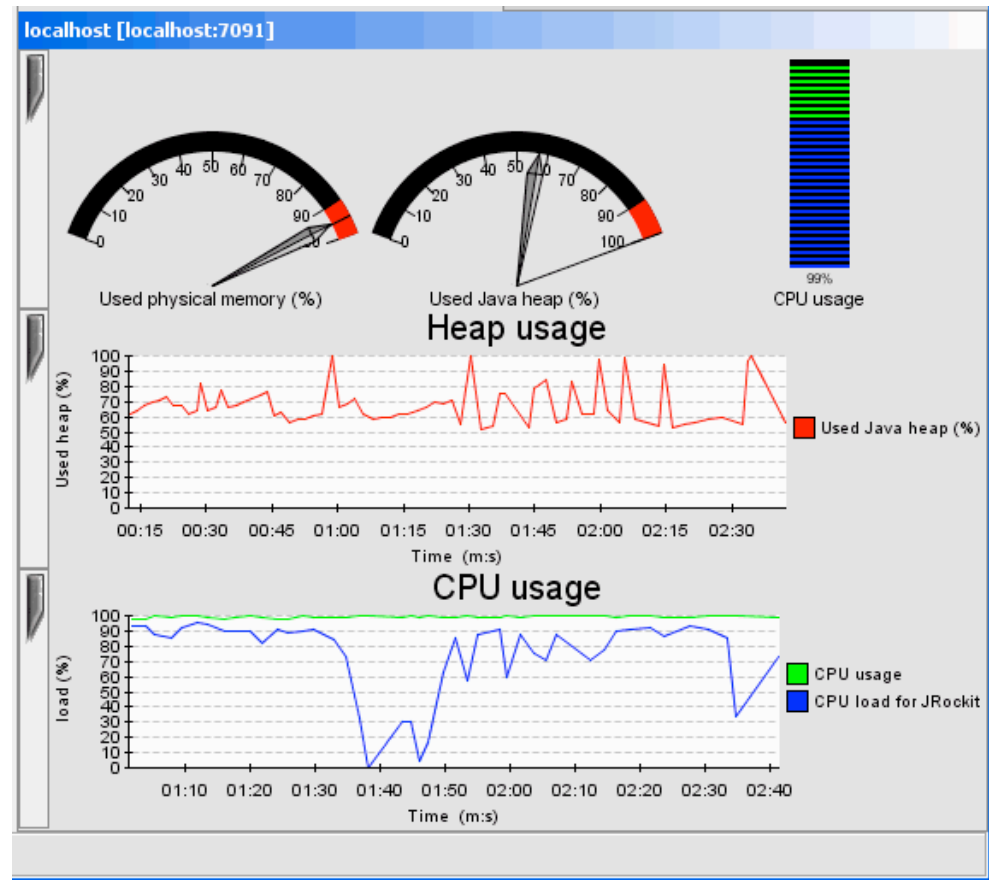 localhost [localhost:7091]
0 10 20 30 40 50 60 70 80 90
Used physical memory (%)
0 10 20 30 40 50 70 80 90 100
Used Java heap (%)
99%
CPU usage
Heap usage
Used heap (%)
100
90
80
70
60
50
40
30
20
10
0
00:15 00:30 00:45 01:00 01:15 01:30 01:45 02:00 02:15 02:30
Time (m:s)
Used Java heap (%)
CPU usage
load (%)
100
90
80
70
60
50
40
30
20
10
0
01:10 01:20 01:30 01:40 01:50 02:00 02:10 02:20 02:30 02:40
Time (m:s)
CPU usage
CPU load for JRockit